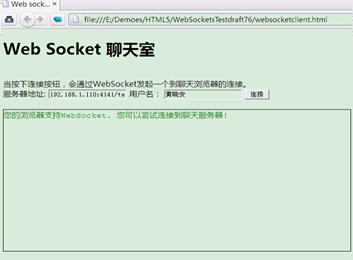 Web socket...
file:///E:/Demoes/HTML5/WebSocketsTestdraft76/websocketclient.html
Web Socket 聊天室
当按下连接按钮，会通过WebSocket发起一个到聊天浏览器的连接。
服务器地址: 192.168.1.110:4141/te 用户名： 黄晓安 连接
您的浏览器支持WebSocket. 您可以尝试连接到聊天服务器!